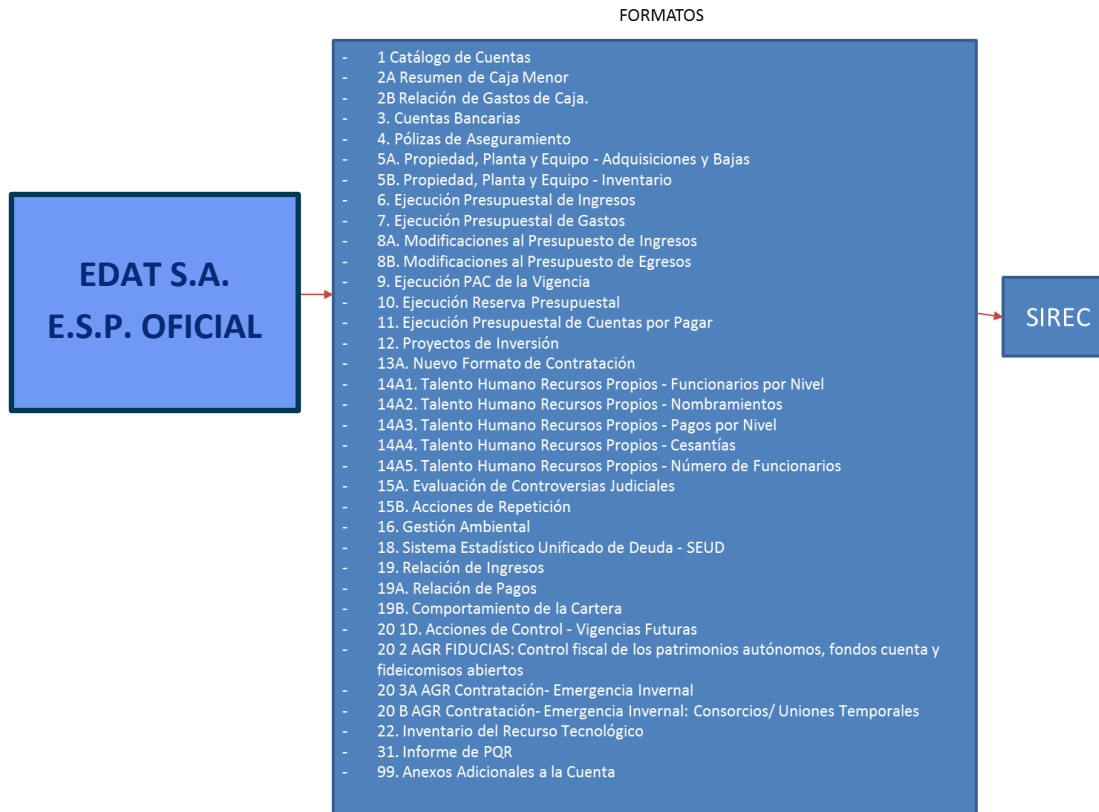 FORMATOS
EDAT S.A.
E.S.P. OFICIAL
- 1 Catálogo de Cuentas
- 2A Resumen de Caja Menor
- 2B Relación de Gastos de Caja.
- 3. Cuentas Bancarias
- 4. Pólizas de Aseguramiento
- 5A. Propiedad, Planta y Equipo - Adquisiciones y Bajas
- 5B. Propiedad, Planta y Equipo - Inventario
- 6. Ejecución Presupuestal de Ingresos
- 7. Ejecución Presupuestal de Gastos
- 8A. Modificaciones al Presupuesto de Ingresos
- 8B. Modificaciones al Presupuesto de Egresos
- 9. Ejecución PAC de la Vigencia
- 10. Ejecución Reserva Presupuestal
- 11. Ejecución Presupuestal de Cuentas por Pagar
- 12. Proyectos de Inversión
- 13A. Nuevo Formato de Contratación
- 14A1. Talento Humano Recursos Propios - Funcionarios por Nivel
- 14A2. Talento Humano Recursos Propios - Nombramientos
- 14A3. Talento Humano Recursos Propios - Pagos por Nivel
- 14A4. Talento Humano Recursos Propios - Cesantías
- 14A5. Talento Humano Recursos Propios - Número de Funcionarios
- 15A. Evaluación de Controversias Judiciales
- 15B. Acciones de Repetición
- 16. Gestión Ambiental
- 18. Sistema Estadístico Unificado de Deuda - SEUD
- 19. Relación de Ingresos
- 19A. Relación de Pagos
- 19B. Comportamiento de la Cartera
- 20 1D. Acciones de Control - Vigencias Futuras
- 20 2 AGR FIDUCIAS: Control fiscal de los patrimonios autónomos, fondos cuenta y
fideicomisos abiertos
- 20 3A AGR Contratación- Emergencia Invernal
- 20 B AGR Contratación- Emergencia Invernal: Consorcios/ Uniones Temporales
- 22. Inventario del Recurso Tecnológico
- 31. Informe de PQR
- 99. Anexos Adicionales a la Cuenta
SIREC